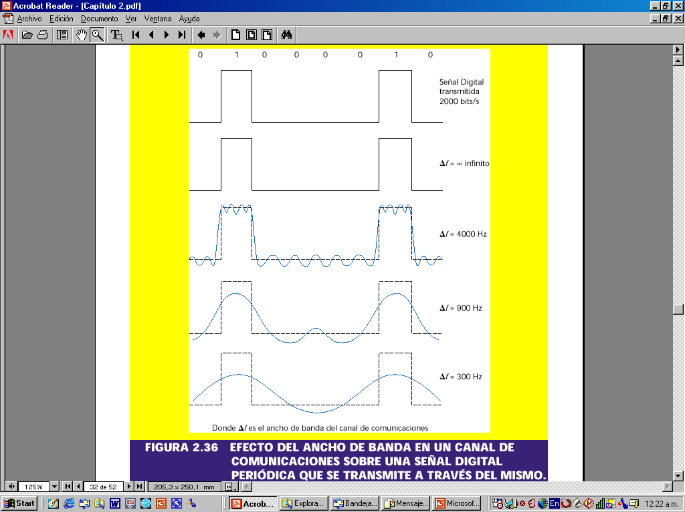 Acrobat Reader - [Capítulo 2.pdf]
Archivo Edición Documento Ver Ventana Ayuda
0 1 0 0 0 0 1 0
Señal Digital
transmitida
2000 bits/s
Δf = ∞ infinito
Δf = 4000 Hz
Δf = 900 Hz
Δf = 300 Hz
Donde Δf es el ancho de banda del canal de comunicaciones
FIGURA 2.36 EFECTO DEL ANCHO DE BANDA EN UN CANAL DE
COMUNICACIONES SOBRE UNA SEÑAL DIGITAL
PERIÓDICA QUE SE TRANSMITE A TRAVÉS DEL MISMO.
125% 32 de 52 205,3 x 250,1 mm
Start Acrob... Explora... Bandeja... Mensaje... Microsof... En 12:22 a.m.